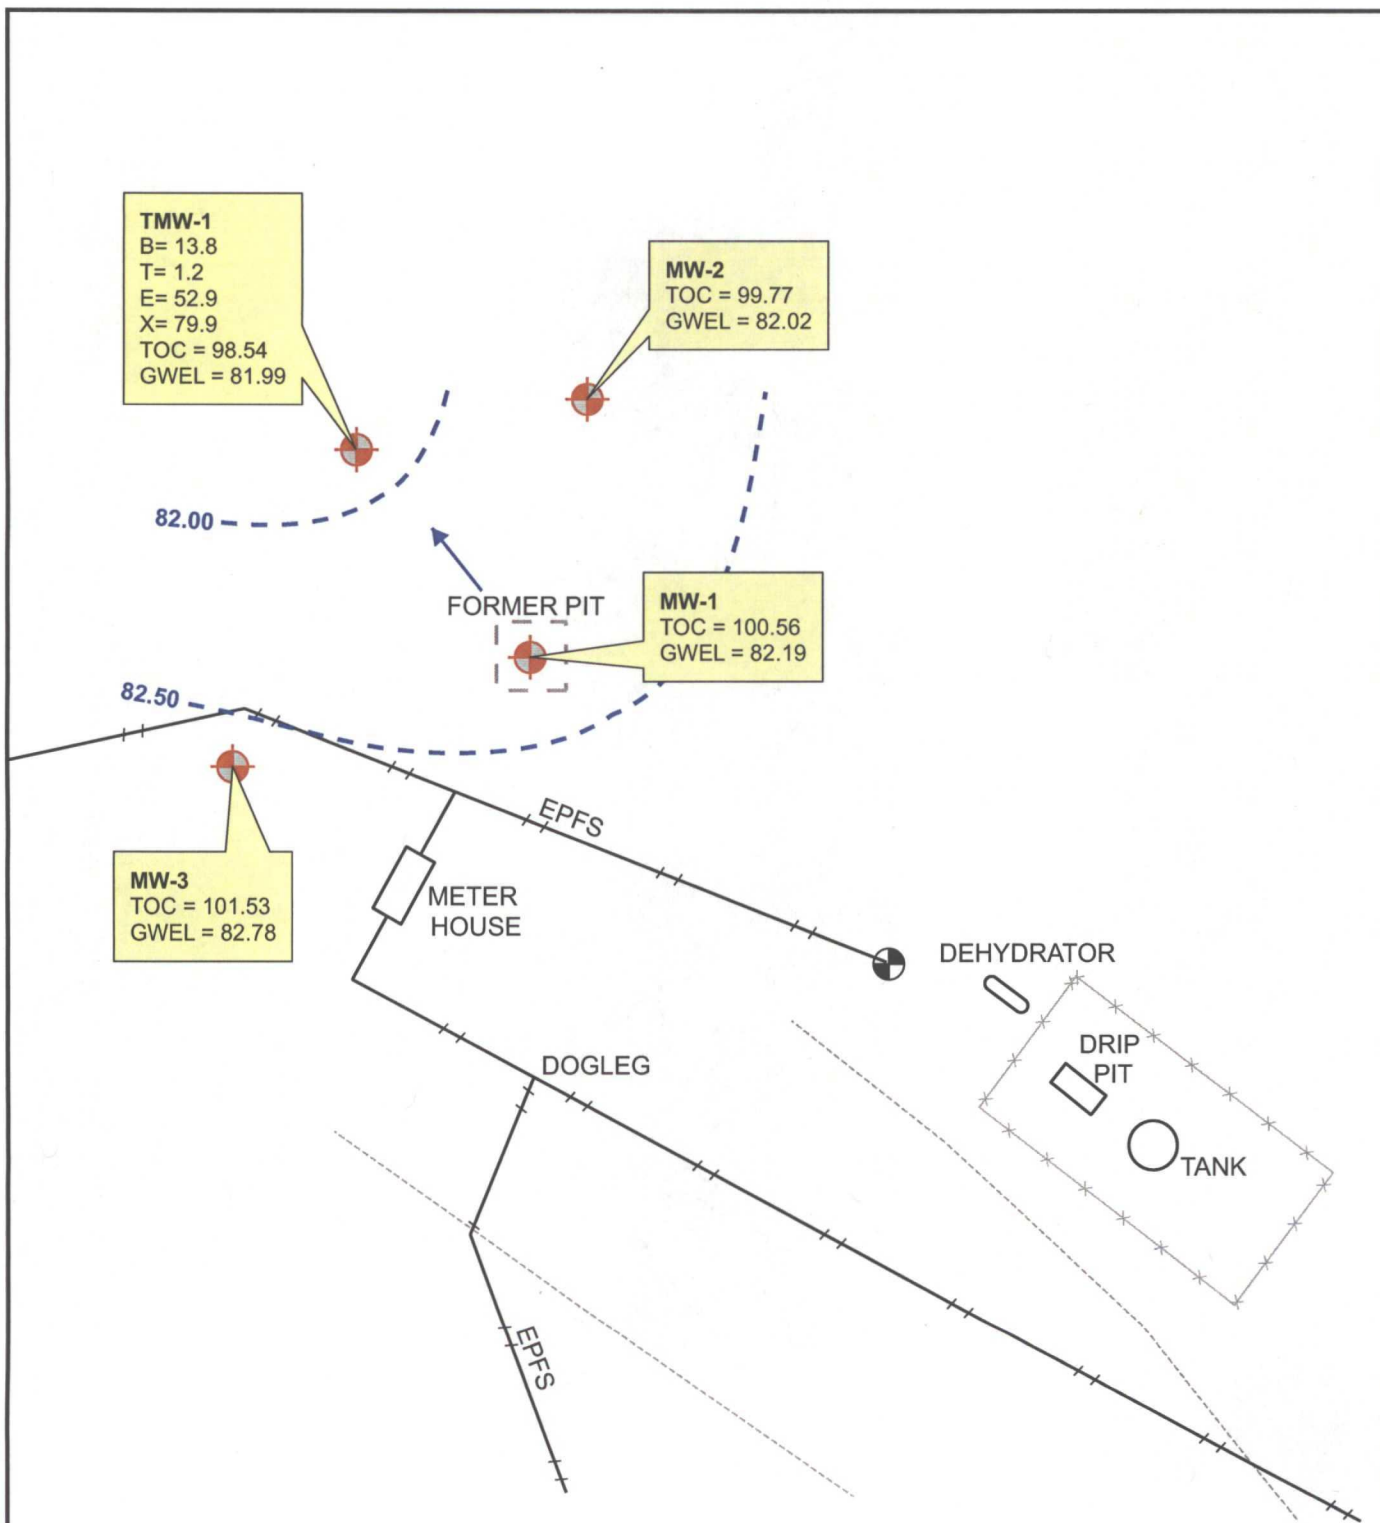 TMW-1
B= 13.8
T= 1.2
E= 52.9
X= 79.9
TOC = 98.54
GWEL = 81.99
MW-2
TOC = 99.77
GWEL = 82.02
82.00
FORMER PIT
MW-1
TOC = 100.56
GWEL = 82.19
82.50
EPFS
MW-3
TOC = 101.53
GWEL = 82.78
METER
HOUSE
DEHYDRATOR
DRIP
PIT
DOGLEG
TANK
EPFS